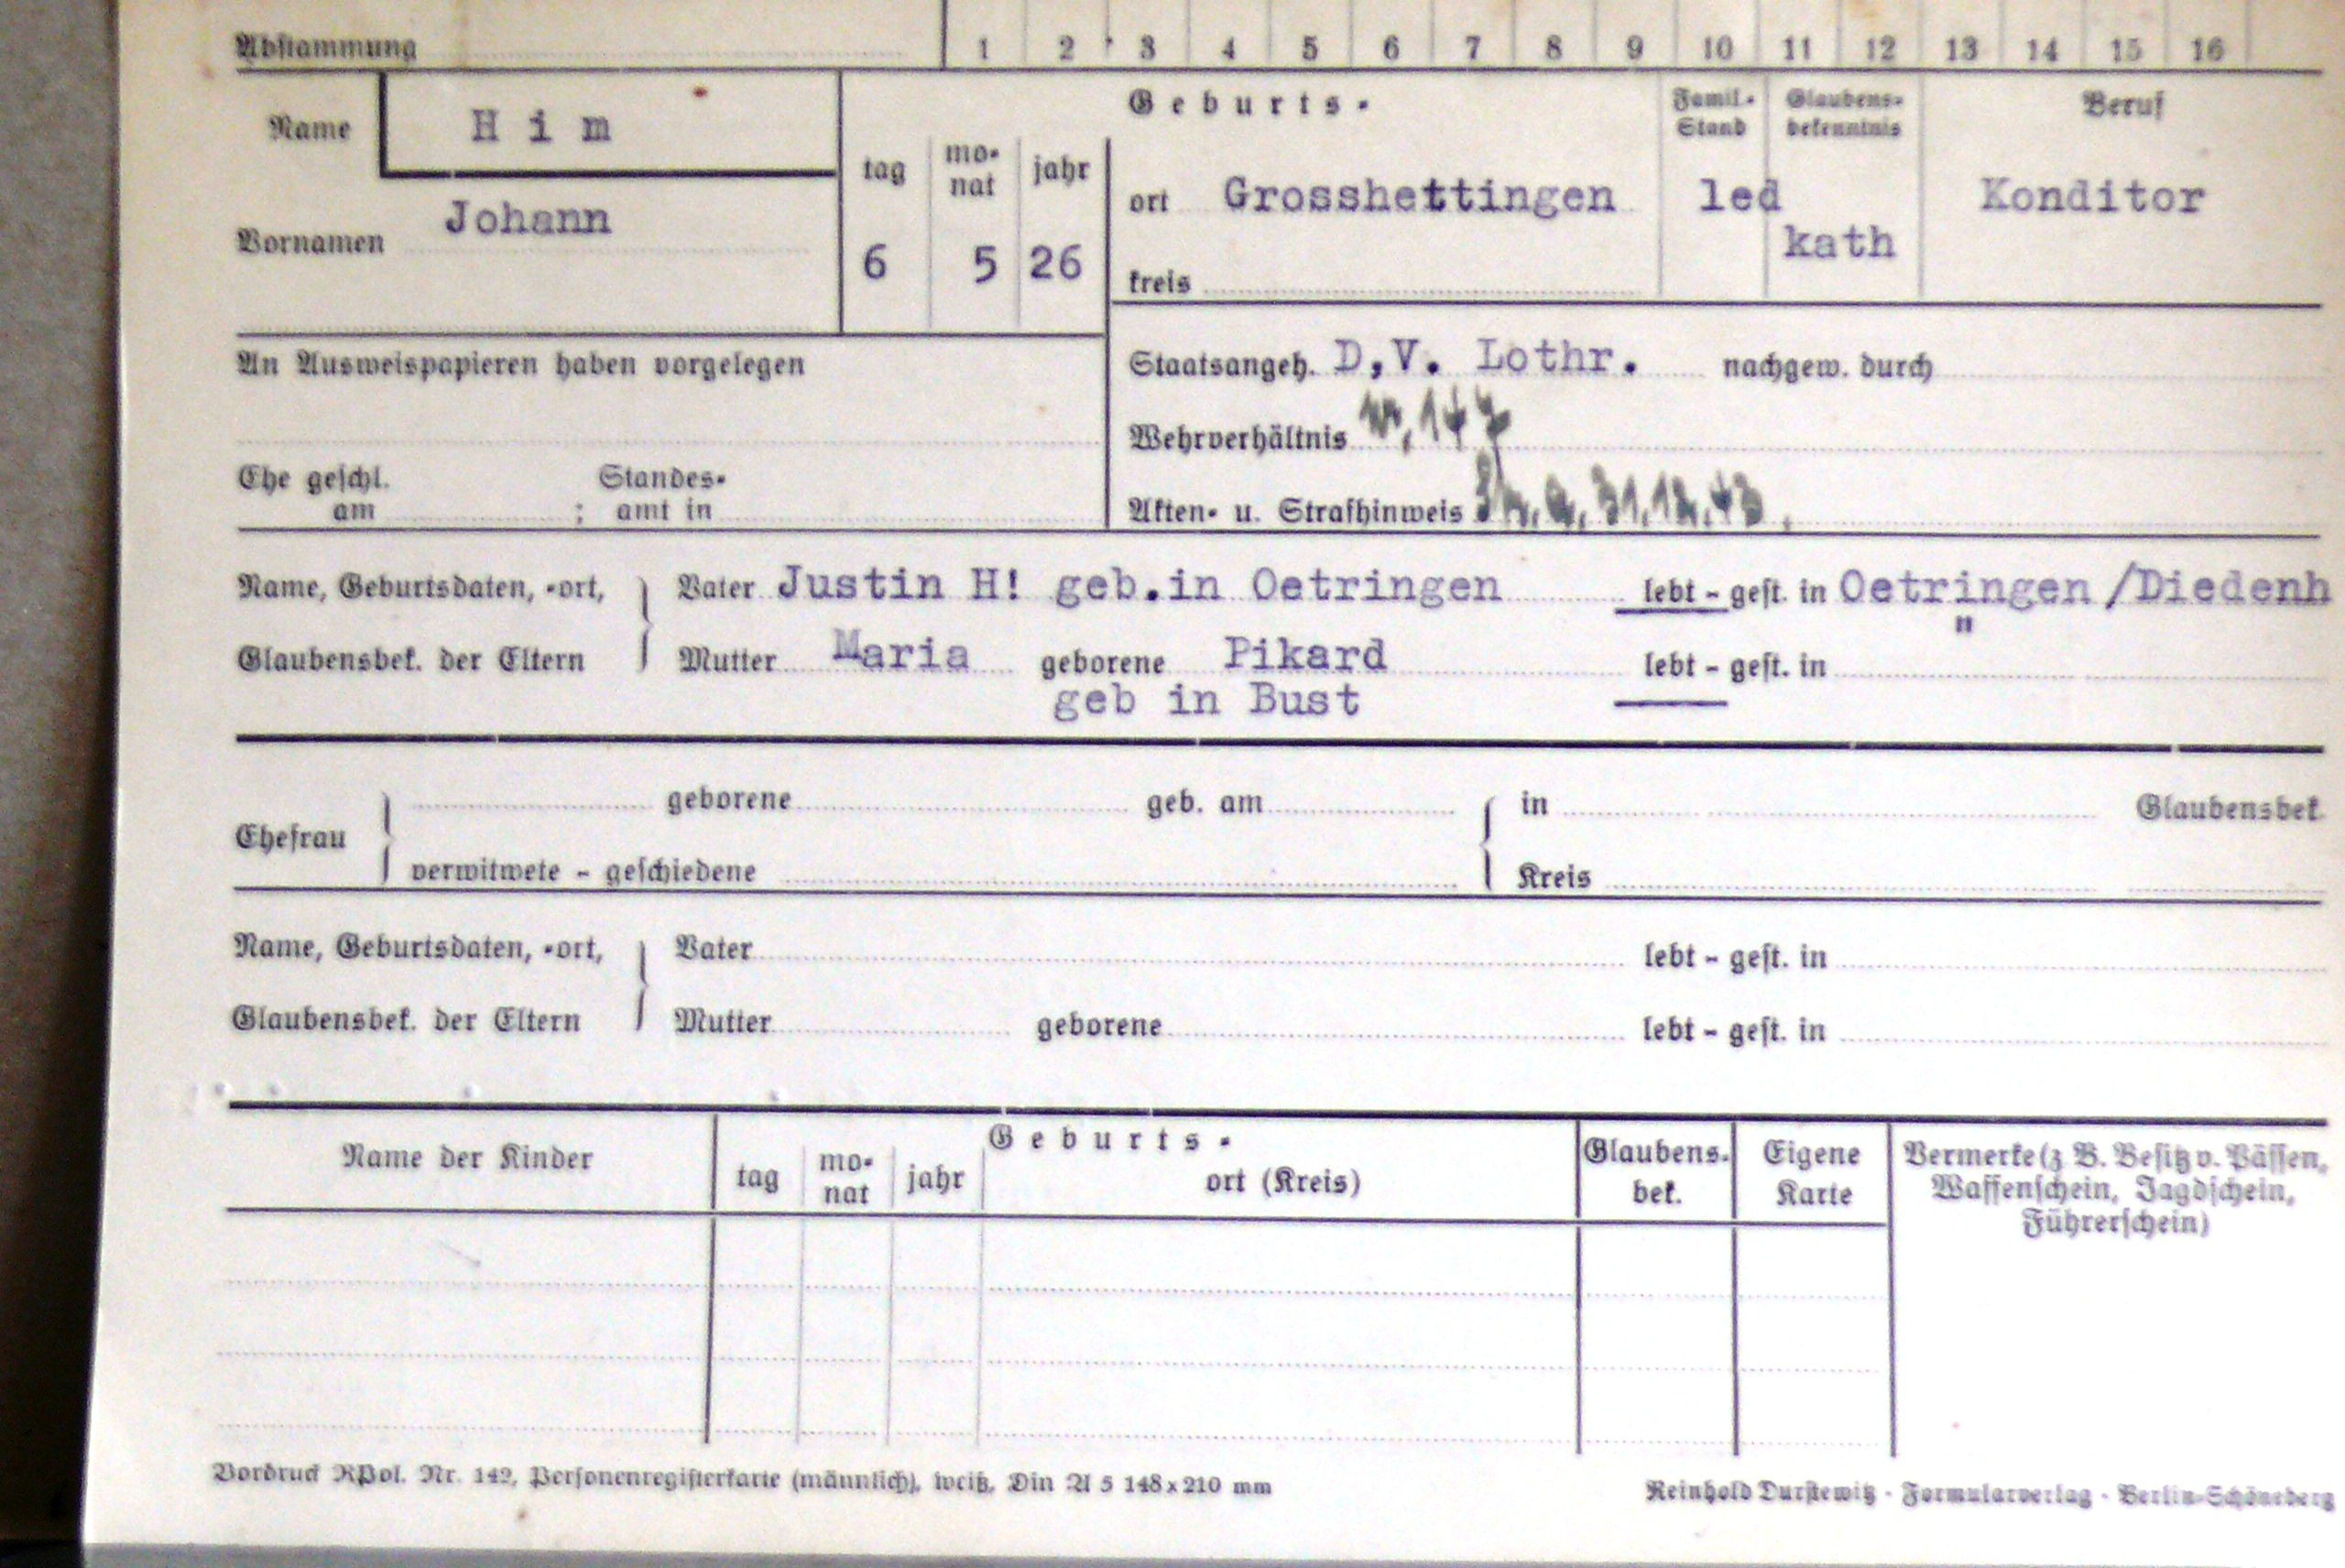 Abstammung 1 2 3 4 5 6 7 8 9 10 11 12 13 14 15 16
Name Him
Geburts-
Famil.-Stand
Glaubens-bekenntnis
Beruf
tag mo-nat jahr
ort Grosshettingen led kath Konditor
Vornamen Johann
6 5 26
kreis
An Ausweispapieren haben vorgelegen
Staatsangeh. D,V. Lothr. nachgew. durch
Wehrverhältnis
Ehe geschl. am ; Standes-amt in
Akten- u. Strafhinweis 31.12.43
Name, Geburtsdaten, -ort, Vater Justin H! geb.in Oetringen lebt - gest. in Oetringen /Diedenh
"
Glaubensbek. der Eltern Mutter Maria geborene Pikard lebt - gest. in
geb in Bust
Ehefrau geborene geb. am in Glaubensbek.
verwitwete - geschiedene Kreis
Name, Geburtsdaten, -ort, Vater lebt - gest. in
Glaubensbek. der Eltern Mutter geborene lebt - gest. in
Name der Kinder
Geburts-
tag mo-nat jahr ort (Kreis)
Glaubens-bek.
Eigene Karte
Vermerke (z B. Besitz v. Pässen,
Waffenschein, Jagdschein,
Führerschein)
Vordruck RPol. Nr. 142, Personenregisterkarte (männlich), weiß, Din A 5 148x210 mm
Reinhold Durstewitz · Formularverlag · Berlin-Schöneberg